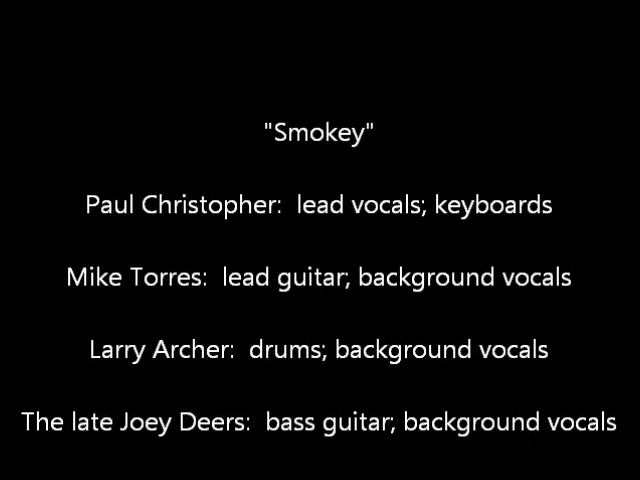 "Smokey"
Paul Christopher:  lead vocals; keyboards
Mike Torres:  lead guitar; background vocals
Larry Archer:  drums; background vocals
The late Joey Deers:  bass guitar; background vocals